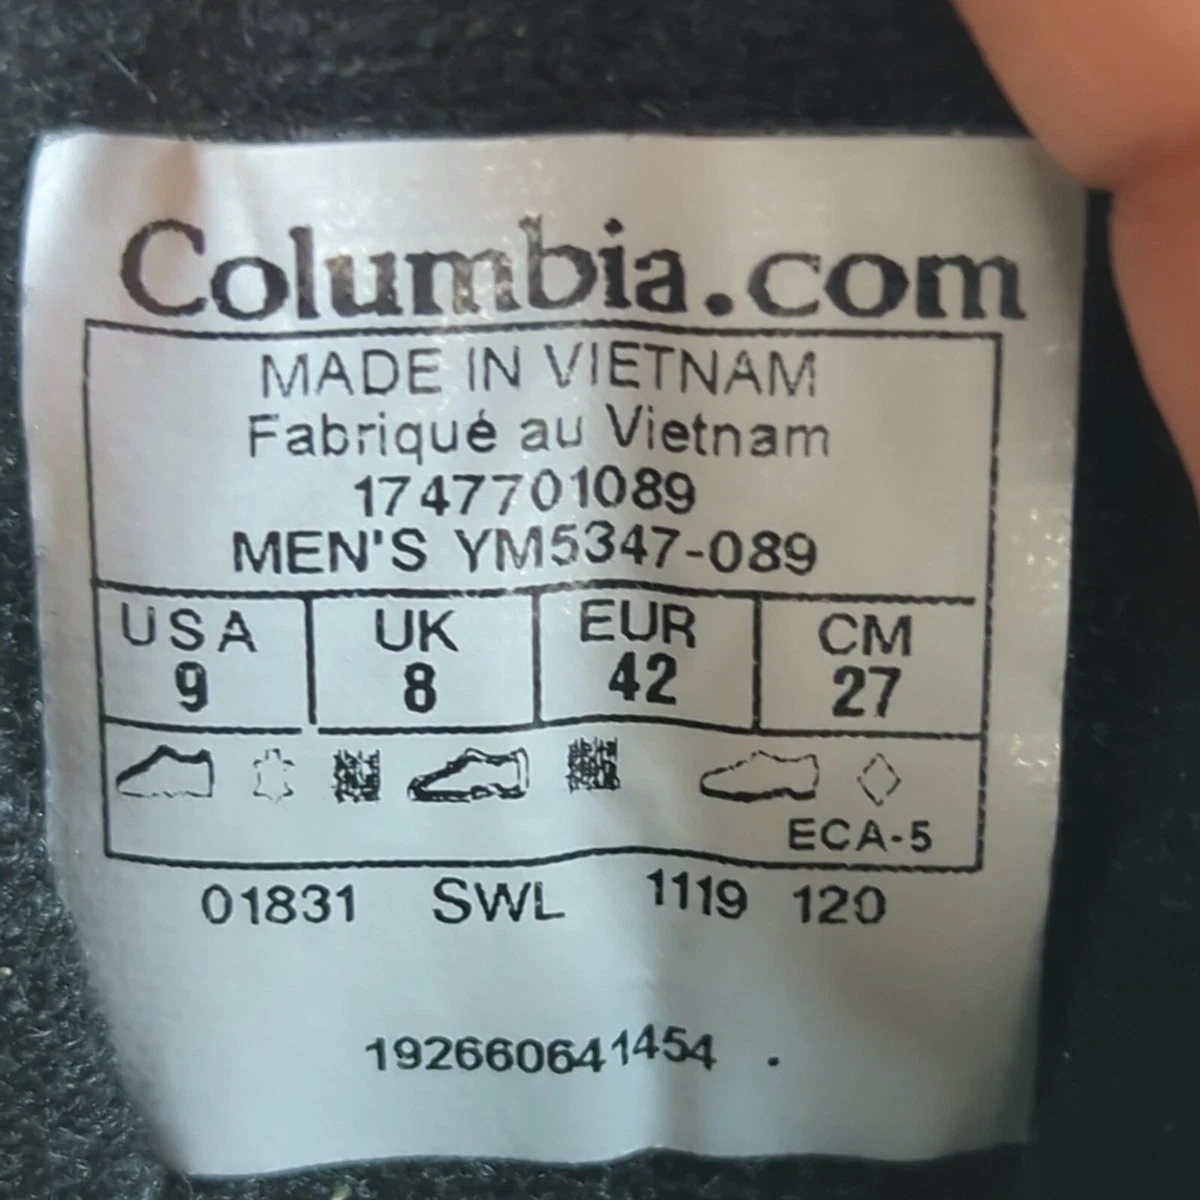 Columbia.com
MADE IN VIETNAM
Fabriqué au Vietnam
1747701089
MEN'S YM5347-089
USA UK EUR CM
9 8 42 27
ECA-5
01831 SWL 1119 120
192660641454 .